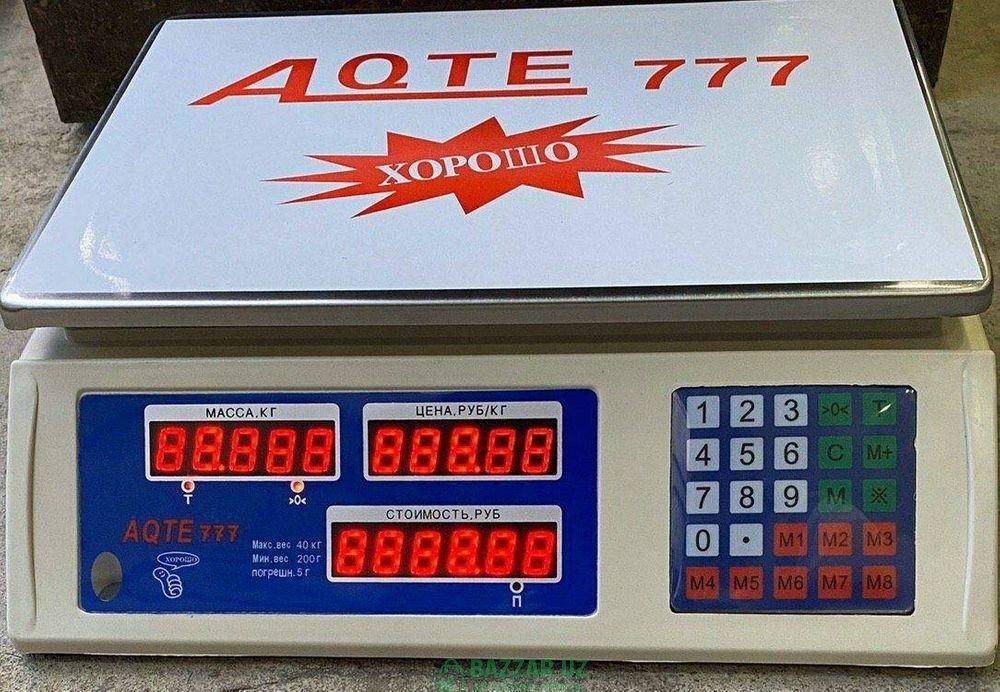 AQTE 777
ХОРОШО
МАССА,КГ
88.888
ЦЕНА,РУБ/КГ
888.88
Т
>0<
СТОИМОСТЬ,РУБ
888888
П
AQTE 777
ХОРОШО
Макс.вес 40 кг
Мин.вес 200г
погрешн.5 г
1 2 3 >0< T
4 5 6 C M+
7 8 9 M ※
0 . M1 M2 M3
M4 M5 M6 M7 M8
BAZZAR.UZ